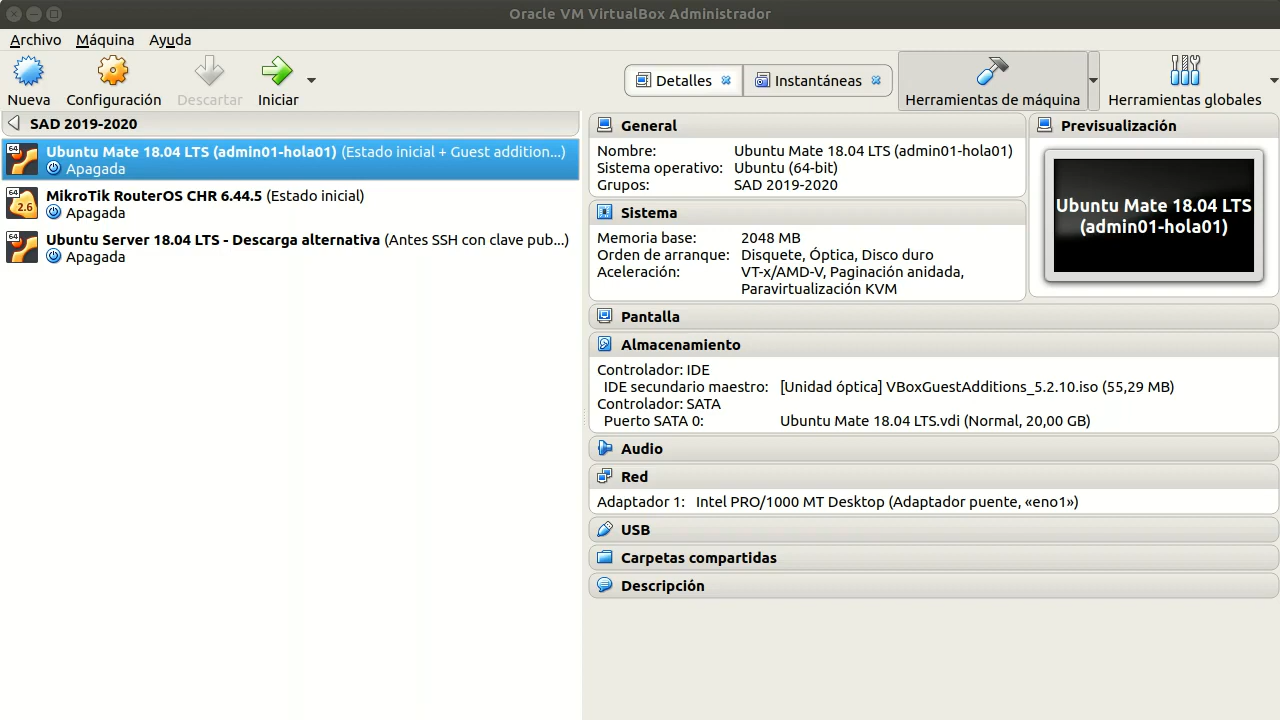 Oracle VM VirtualBox Administrador
Archivo Máquina Ayuda
Nueva Configuración Descartar Iniciar
Detalles Instantáneas
Herramientas de máquina Herramientas globales
SAD 2019-2020
64
Ubuntu Mate 18.04 LTS (admin01-hola01) (Estado inicial + Guest addition...)
Apagada
64
2.6
MikroTik RouterOS CHR 6.44.5 (Estado inicial)
Apagada
64
Ubuntu Server 18.04 LTS - Descarga alternativa (Antes SSH con clave pub...)
Apagada
General
Nombre: Ubuntu Mate 18.04 LTS (admin01-hola01)
Sistema operativo: Ubuntu (64-bit)
Grupos: SAD 2019-2020
Previsualización
Ubuntu Mate 18.04 LTS
(admin01-hola01)
Sistema
Memoria base: 2048 MB
Orden de arranque: Disquete, Óptica, Disco duro
Aceleración: VT-x/AMD-V, Paginación anidada,
Paravirtualización KVM
Pantalla
Almacenamiento
Controlador: IDE
IDE secundario maestro: [Unidad óptica] VBoxGuestAdditions_5.2.10.iso (55,29 MB)
Controlador: SATA
Puerto SATA 0: Ubuntu Mate 18.04 LTS.vdi (Normal, 20,00 GB)
Audio
Red
Adaptador 1: Intel PRO/1000 MT Desktop (Adaptador puente, «eno1»)
USB
Carpetas compartidas
Descripción